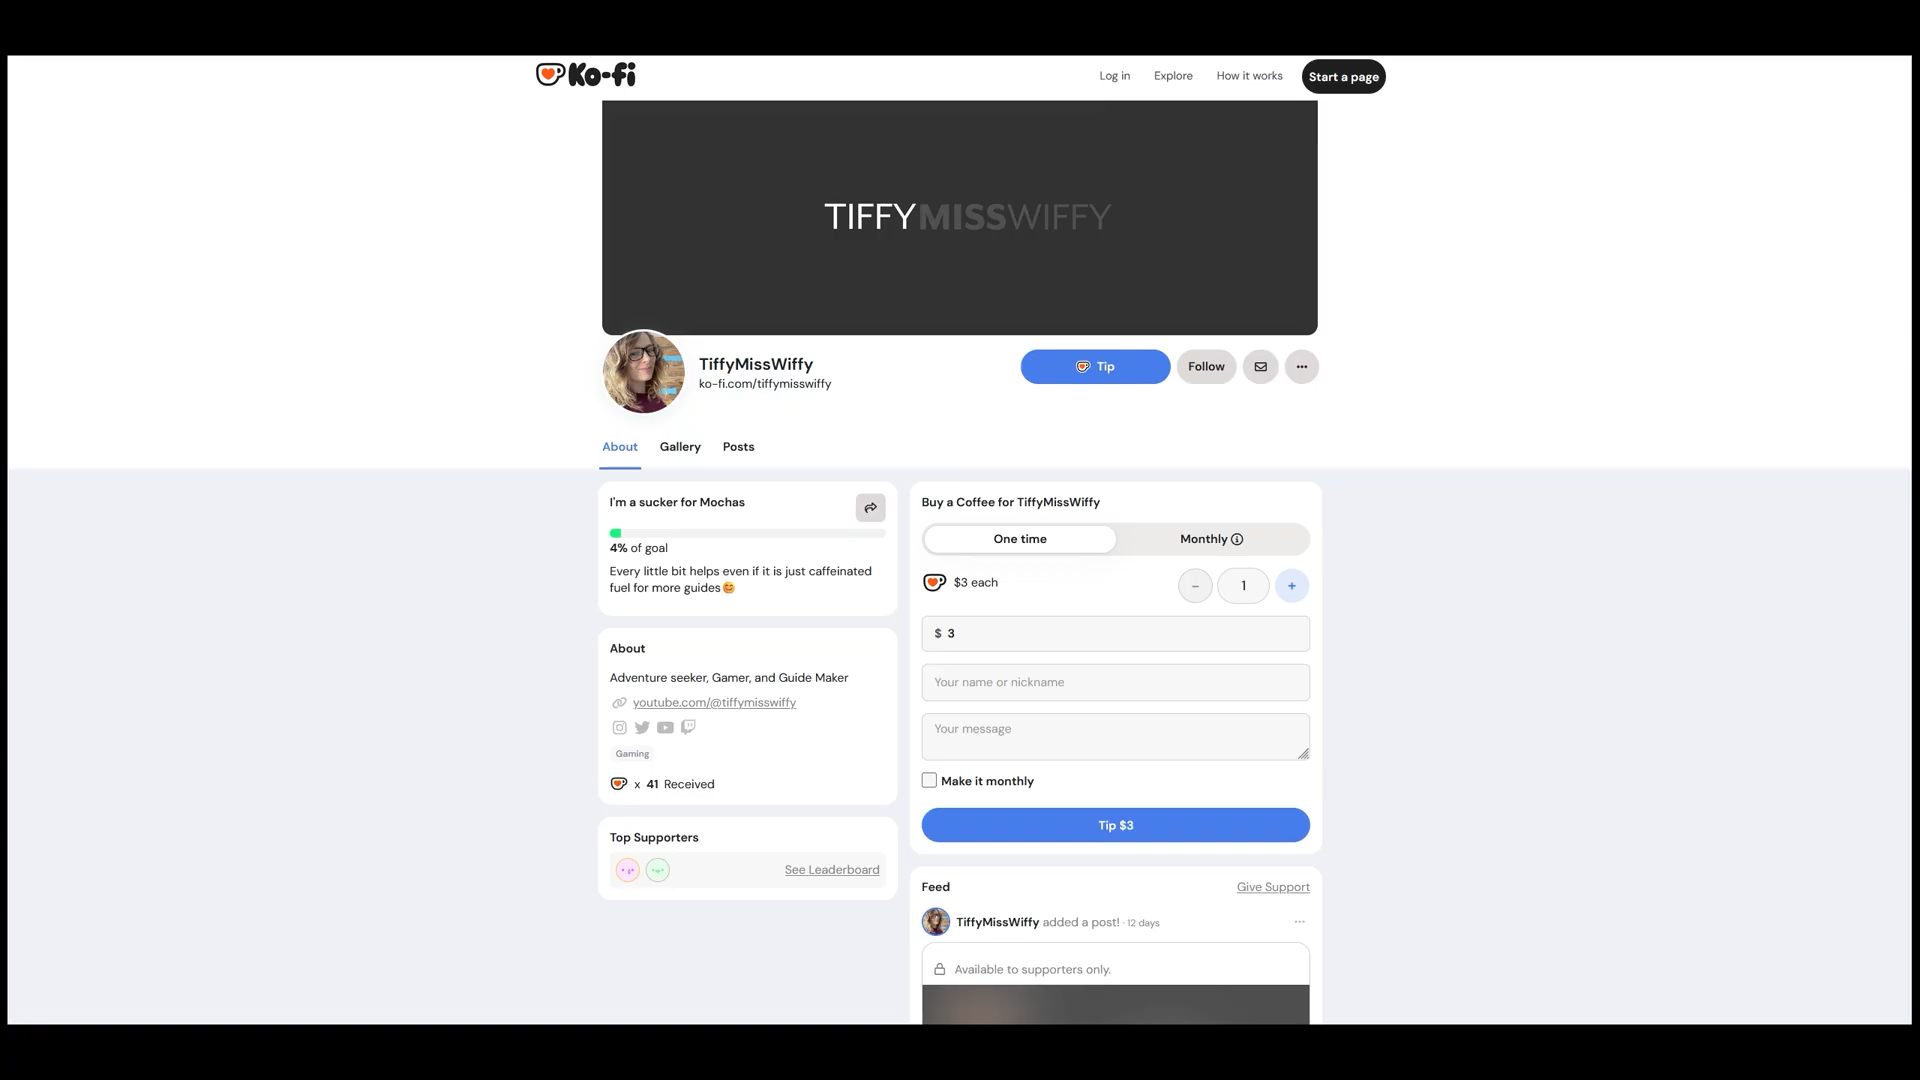 Ko-fi
Log in
Explore
How it works
Start a page
TIFFYMISSWIFFY
TiffyMissWiffy
ko-fi.com/tiffymisswiffy
Tip
Follow
About
Gallery
Posts
I'm a sucker for Mochas
4% of goal
Every little bit helps even if it is just caffeinated
fuel for more guides😊
About
Adventure seeker, Gamer, and Guide Maker
youtube.com/@tiffymisswiffy
Gaming
x 41 Received
Top Supporters
See Leaderboard
Buy a Coffee for TiffyMissWiffy
One time
Monthly
$3 each
- 1 +
$ 3
Your name or nickname
Your message
Make it monthly
Tip $3
Feed
Give Support
TiffyMissWiffy added a post! · 12 days
Available to supporters only.